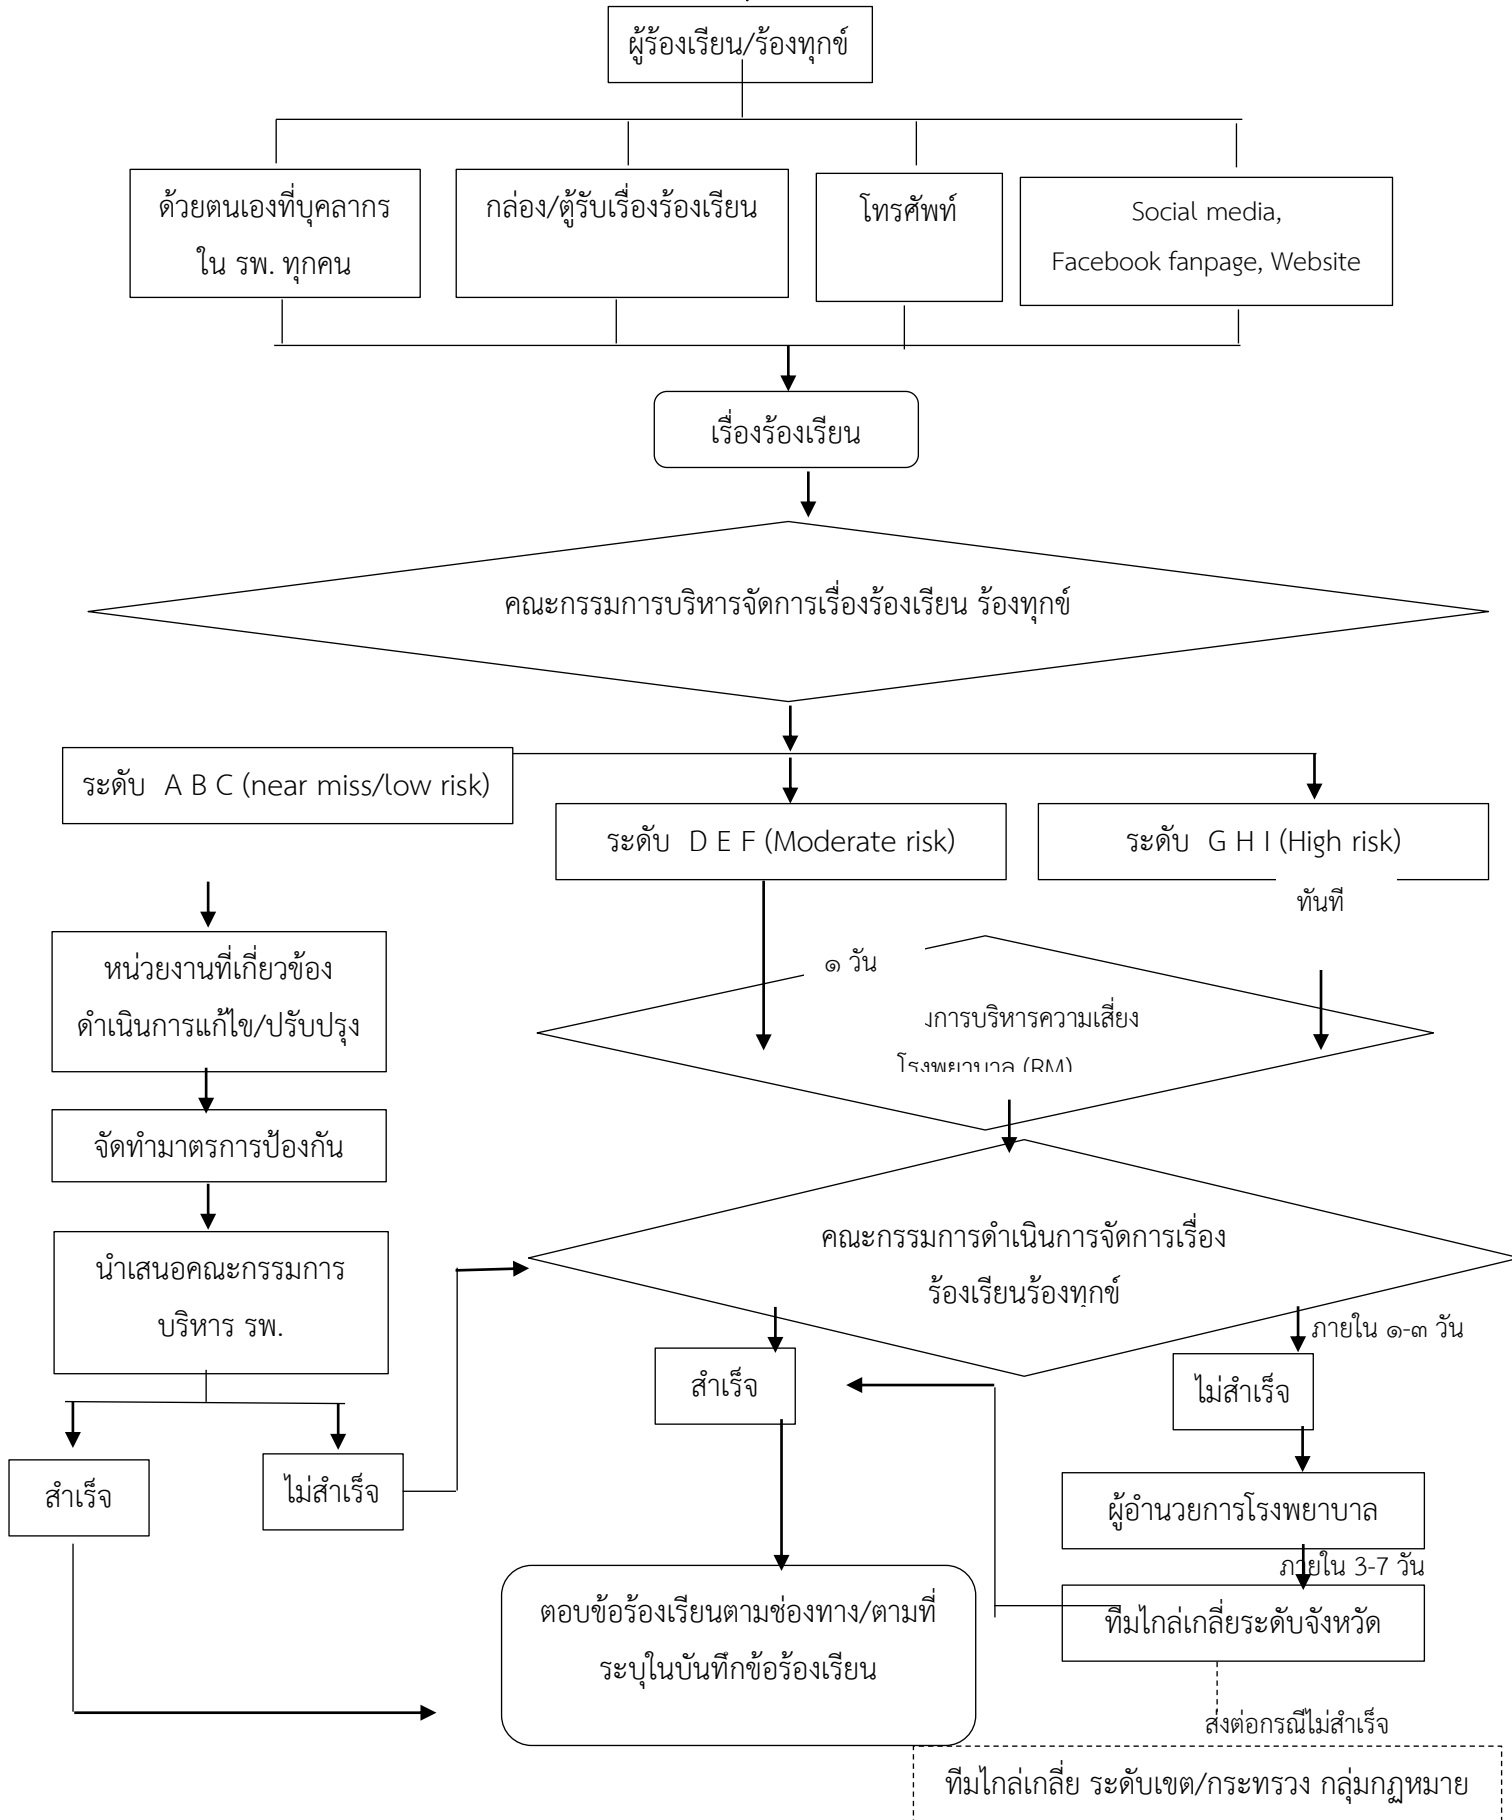 ผู้ร้องเรียน/ร้องทุกข์
ด้วยตนเองที่บุคลากร
ใน รพ. ทุกคน
กล่อง/ตู้รับเรื่องร้องเรียน
โทรศัพท์
Social media,
Facebook fanpage, Website
เรื่องร้องเรียน
คณะกรรมการบริหารจัดการเรื่องร้องเรียน ร้องทุกข์
ระดับ A B C (near miss/low risk)
ระดับ D E F (Moderate risk)
ระดับ G H I (High risk)
ทันที
๑ วัน
หน่วยงานที่เกี่ยวข้อง
ดำเนินการแก้ไข/ปรับปรุง
มการบริหารความเสี่ยง
โรงพยาบาล (RM)
จัดทำมาตรการป้องกัน
นำเสนอคณะกรรมการ
บริหาร รพ.
คณะกรรมการดำเนินการจัดการเรื่อง
ร้องเรียนร้องทุกข์
ภายใน ๑-๓ วัน
สำเร็จ
ไม่สำเร็จ
สำเร็จ
ไม่สำเร็จ
ผู้อำนวยการโรงพยาบาล
ภายใน 3-7 วัน
ทีมไกล่เกลี่ยระดับจังหวัด
ตอบข้อร้องเรียนตามช่องทาง/ตามที่
ระบุในบันทึกข้อร้องเรียน
ส่งต่อกรณีไม่สำเร็จ
ทีมไกล่เกลี่ย ระดับเขต/กระทรวง กลุ่มกฎหมาย